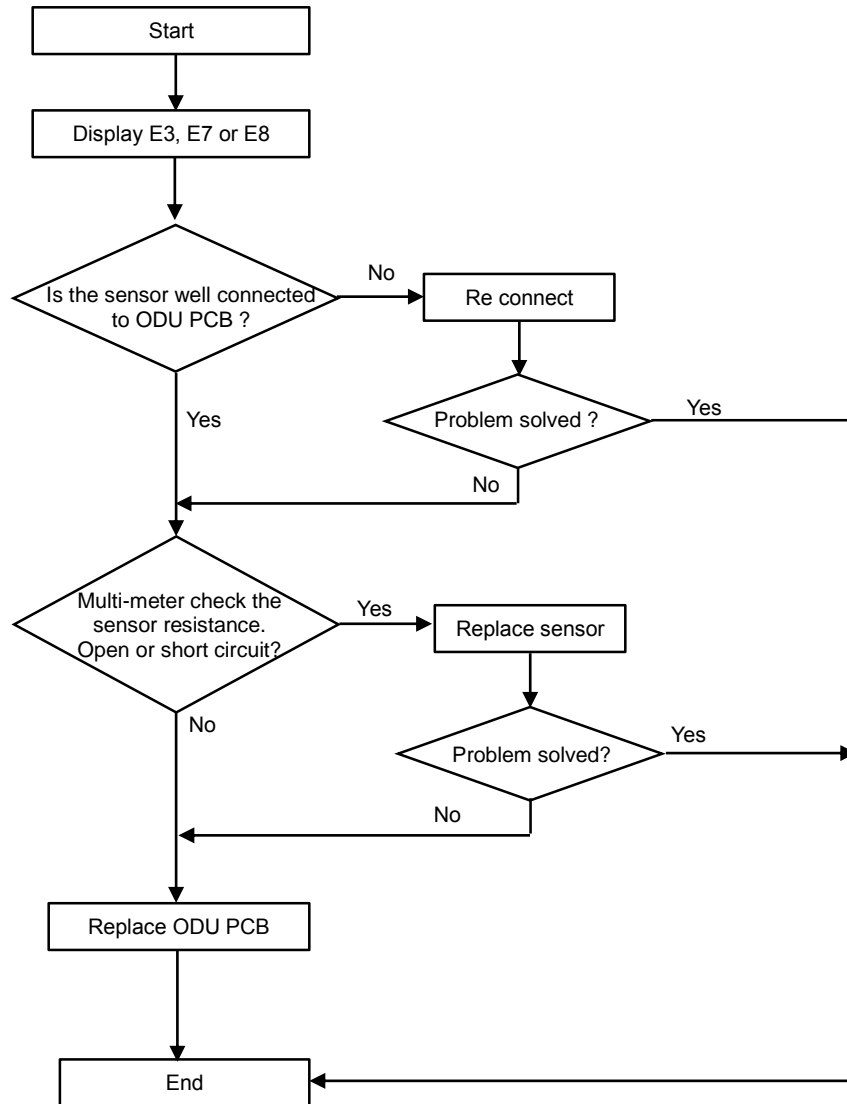 Start
Display E3, E7 or E8
Is the sensor well connected
to ODU PCB ?
No
Re connect
Yes
Problem solved ?
Yes
No
Multi-meter check the
sensor resistance.
Open or short circuit?
Yes
Replace sensor
No
Problem solved?
Yes
No
Replace ODU PCB
End